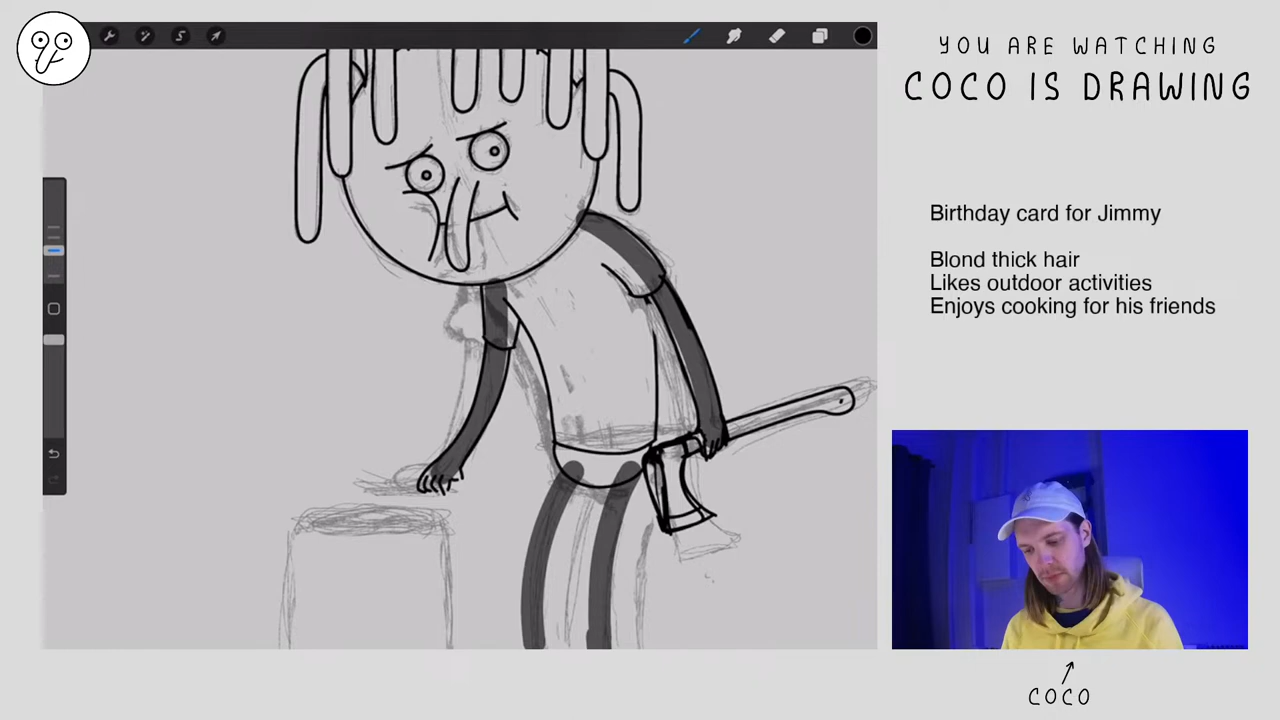 YOU ARE WATCHING
COCO IS DRAWING
Birthday card for Jimmy
Blond thick hair
Likes outdoor activities
Enjoys cooking for his friends
COCO